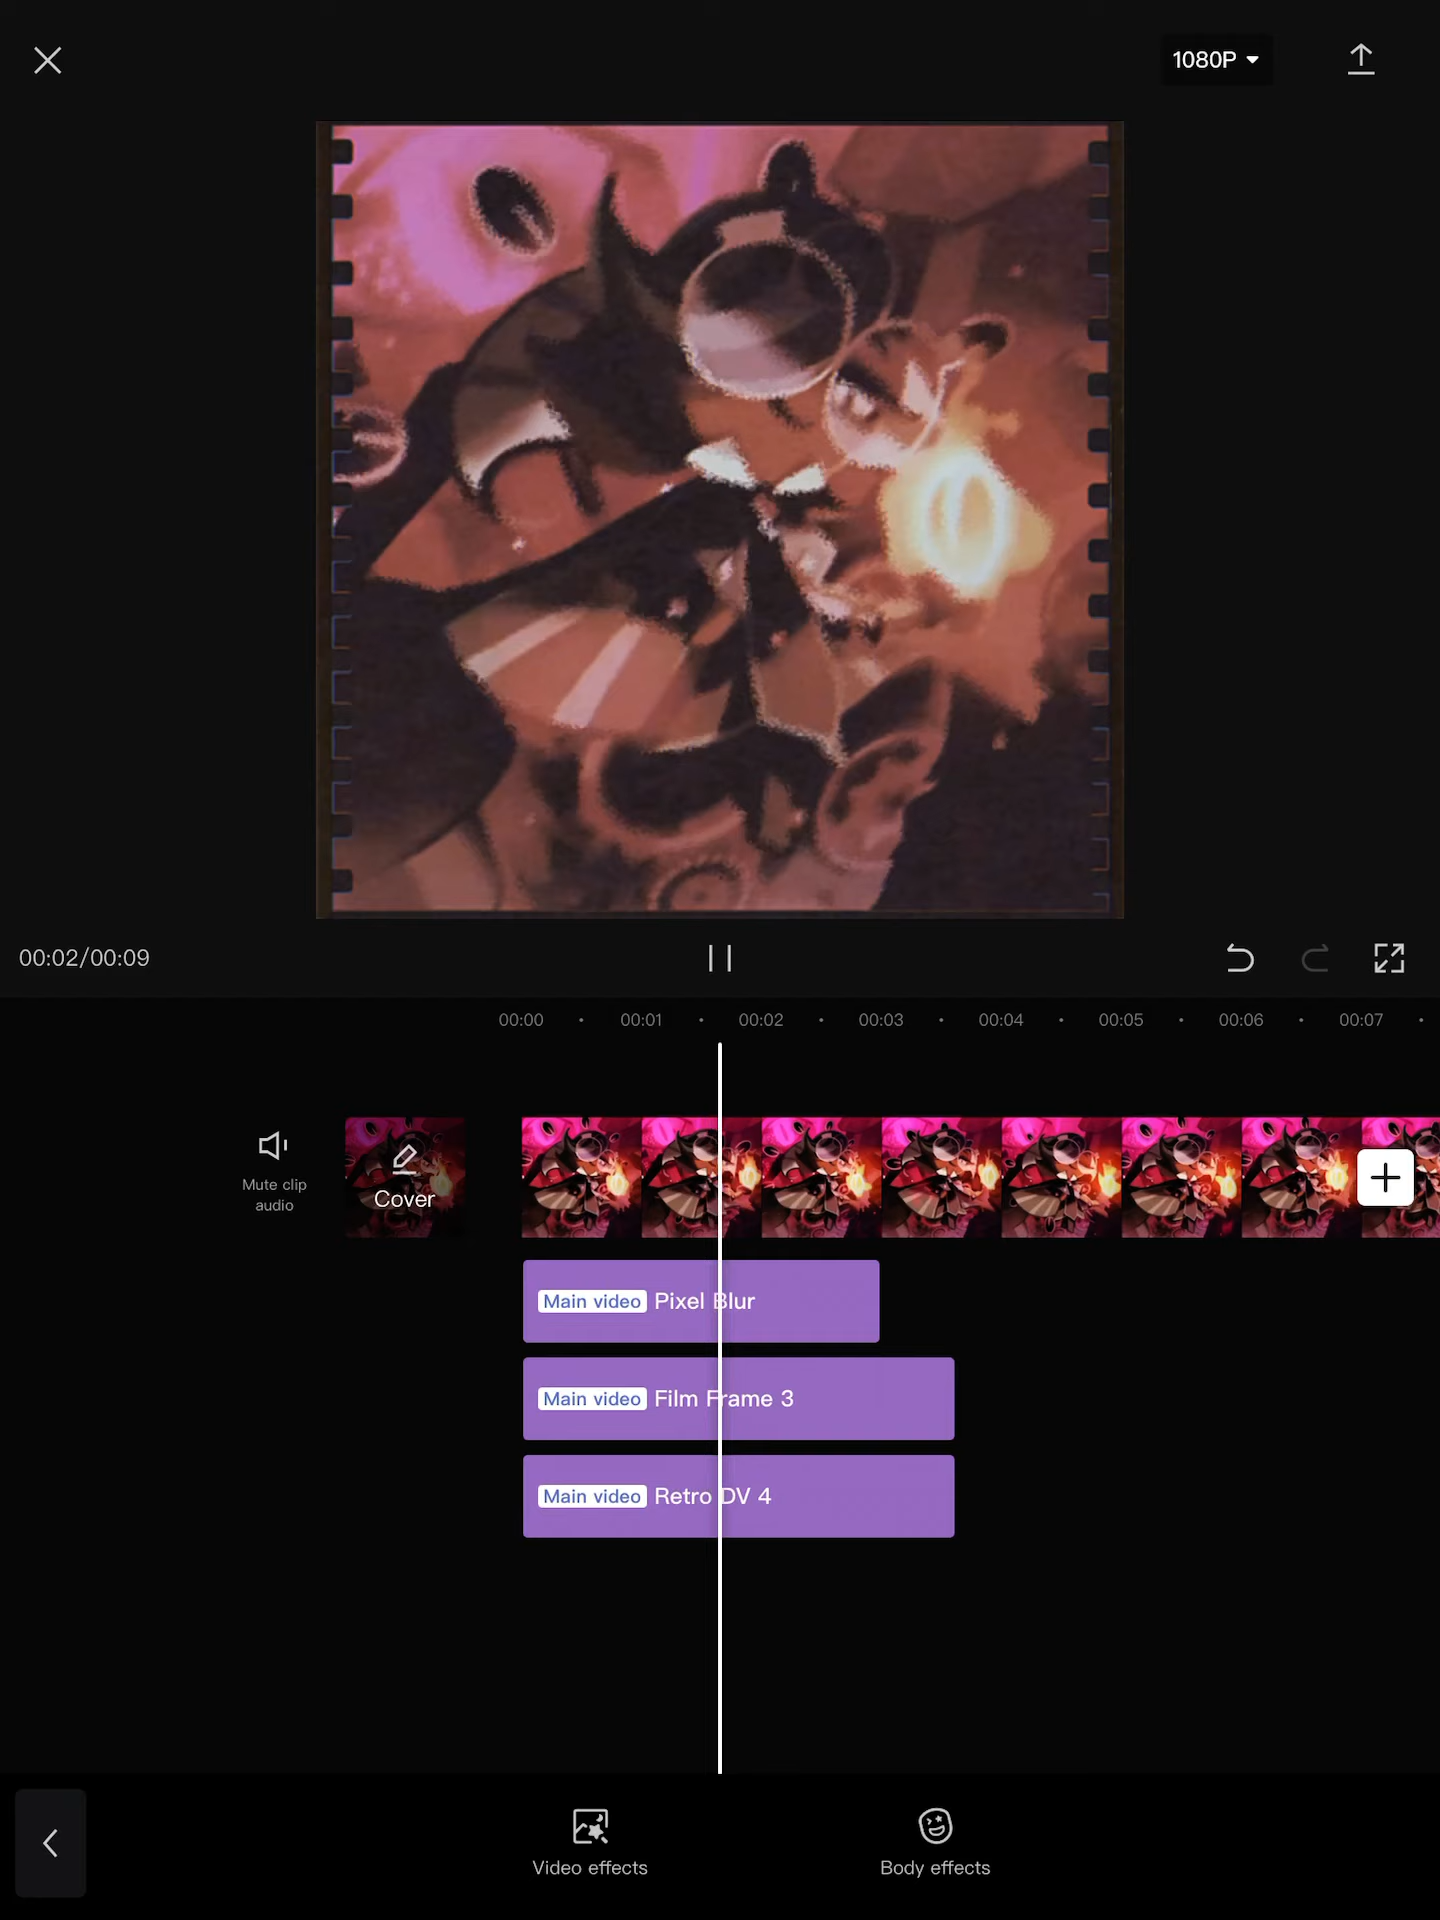 1080P
00:02/00:09
00:00 00:01 00:02 00:03 00:04 00:05 00:06 00:07
Mute clip
audio
Cover
Main video Pixel Blur
Main video Film Frame 3
Main video Retro DV 4
Video effects
Body effects